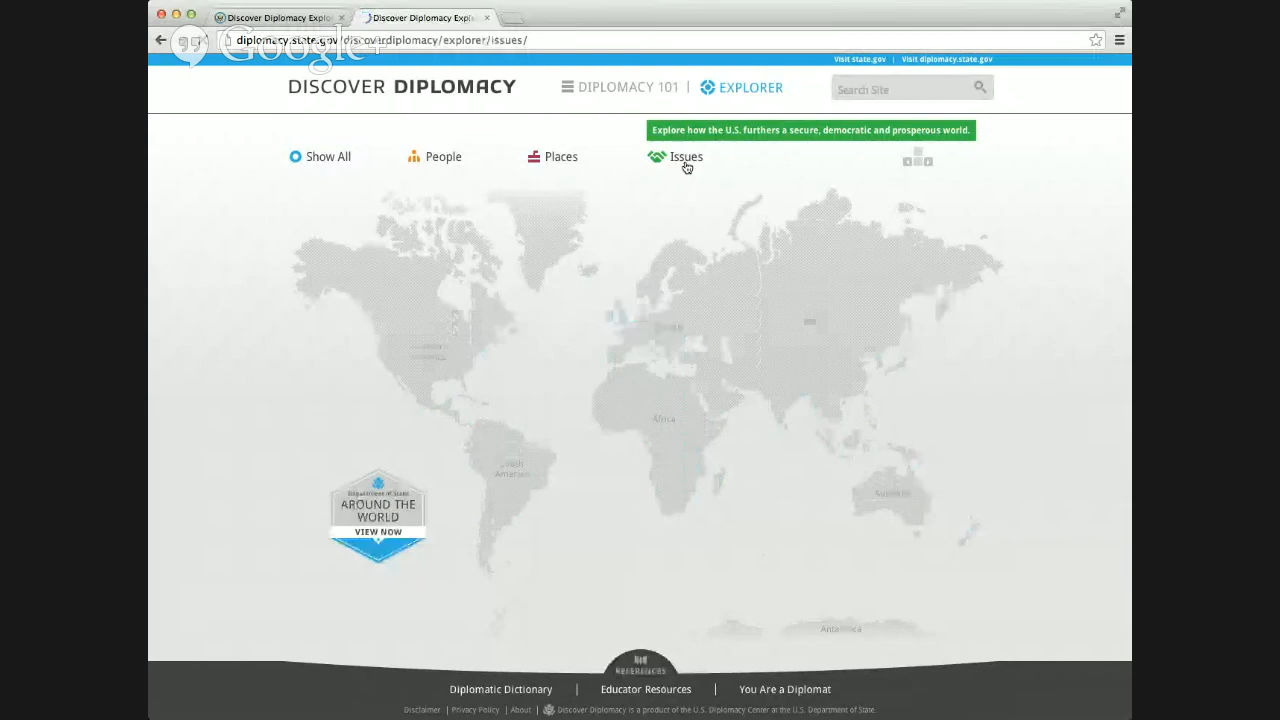 Discover Diplomacy Explo
Discover Diplomacy Expl
Google+
diplomacy.state.gov/discoverdiplomacy/explorer/issues/
Visit state.gov | Visit diplomacy.state.gov
DISCOVER DIPLOMACY
DIPLOMACY 101 | EXPLORER
Search Site
Explore how the U.S. furthers a secure, democratic and prosperous world.
Show All
People
Places
Issues
Europe
Africa
South
America
Australia
Department of State
AROUND THE
WORLD
VIEW NOW
Antarctica
REFERENCES
Diplomatic Dictionary | Educator Resources | You Are a Diplomat
Disclaimer | Privacy Policy | About | Discover Diplomacy is a product of the U.S. Diplomacy Center at the U.S. Department of State.